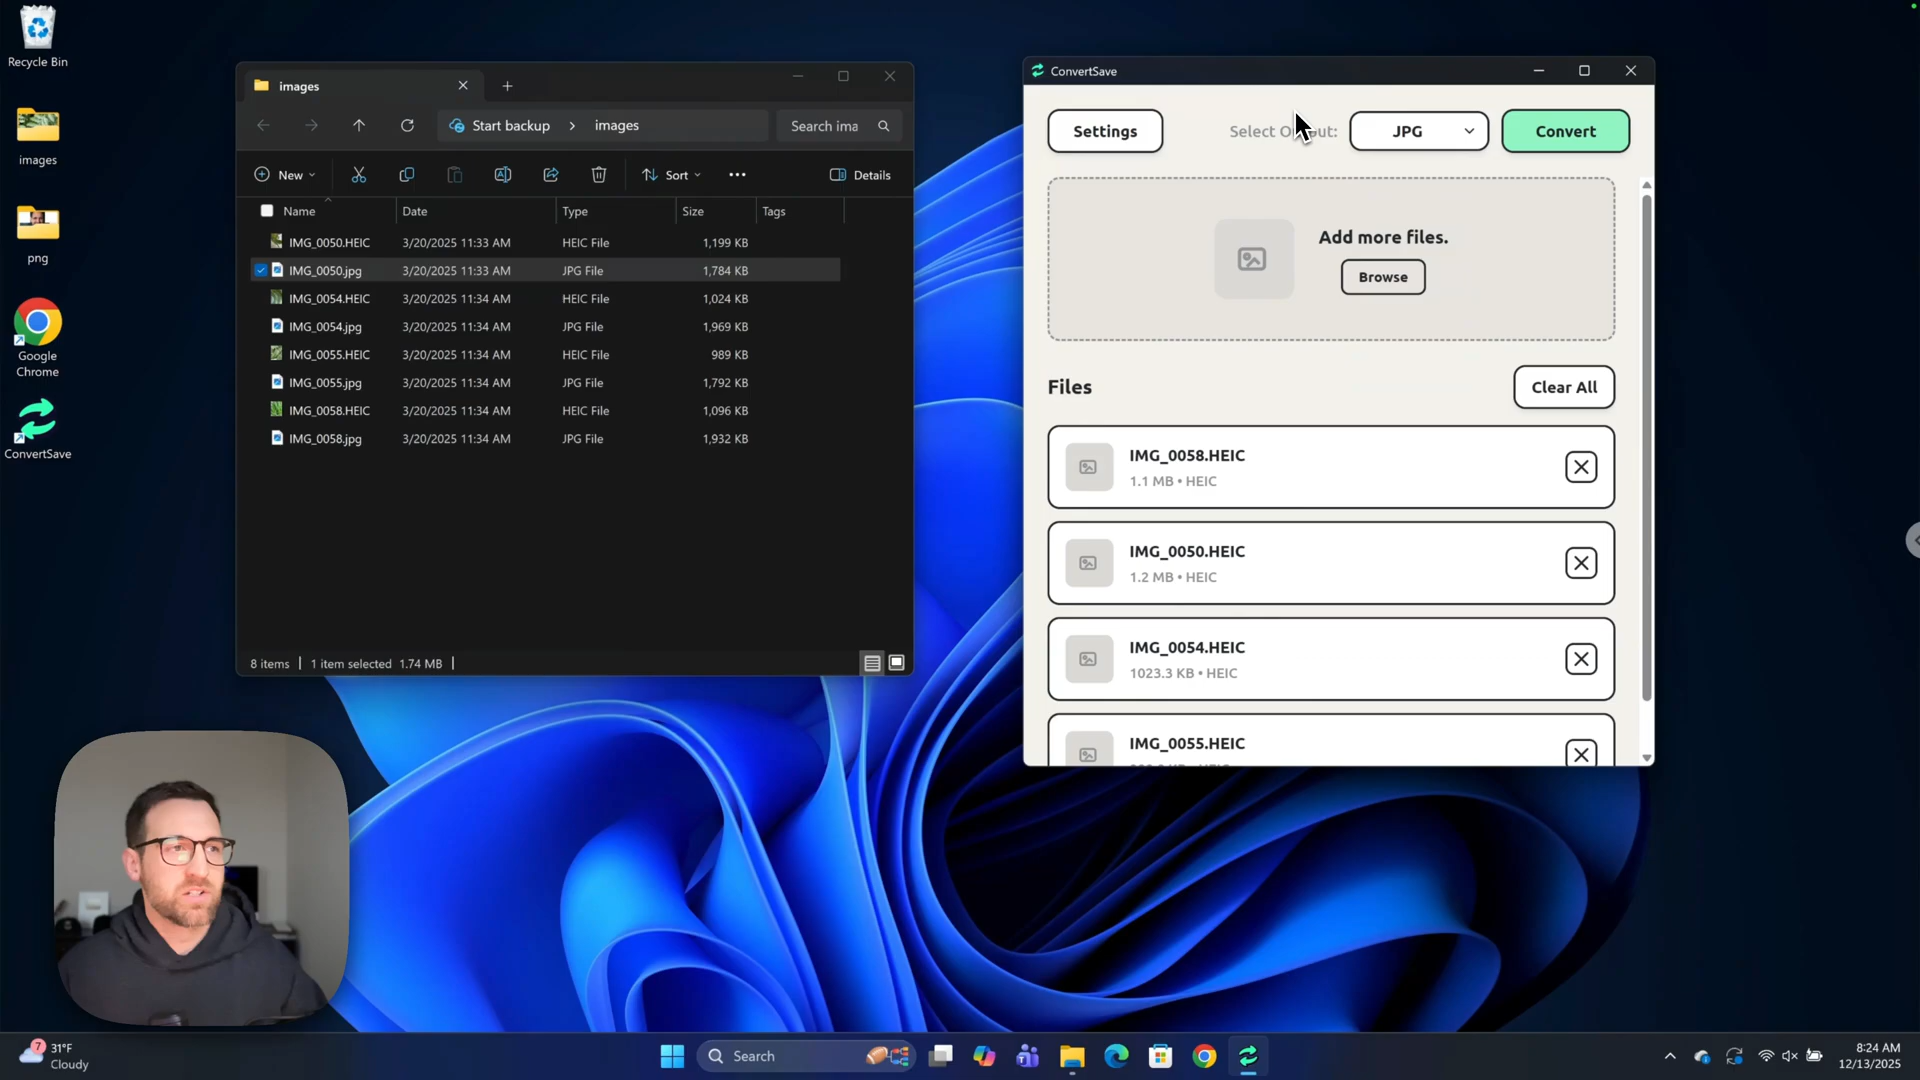 Recycle Bin
images
png
Google
Chrome
ConvertSave
images
Start backup
images
Search ima
New
Sort
Details
Name
Date
Type
Size
Tags
IMG_0050.HEIC 3/20/2025 11:33 AM HEIC File 1,199 KB
IMG_0050.jpg 3/20/2025 11:33 AM JPG File 1,784 KB
IMG_0054.HEIC 3/20/2025 11:34 AM HEIC File 1,024 KB
IMG_0054.jpg 3/20/2025 11:34 AM JPG File 1,969 KB
IMG_0055.HEIC 3/20/2025 11:34 AM HEIC File 989 KB
IMG_0055.jpg 3/20/2025 11:34 AM JPG File 1,792 KB
IMG_0058.HEIC 3/20/2025 11:34 AM HEIC File 1,096 KB
IMG_0058.jpg 3/20/2025 11:34 AM JPG File 1,932 KB
8 items
1 item selected 1.74 MB
ConvertSave
Settings
Select
JPG
Convert
Add more files.
Browse
Files
Clear All
IMG_0058.HEIC
1.1 MB • HEIC
IMG_0050.HEIC
1.2 MB • HEIC
IMG_0054.HEIC
1023.3 KB • HEIC
IMG_0055.HEIC
7
31°F
Cloudy
Search
8:24 AM
12/13/2025